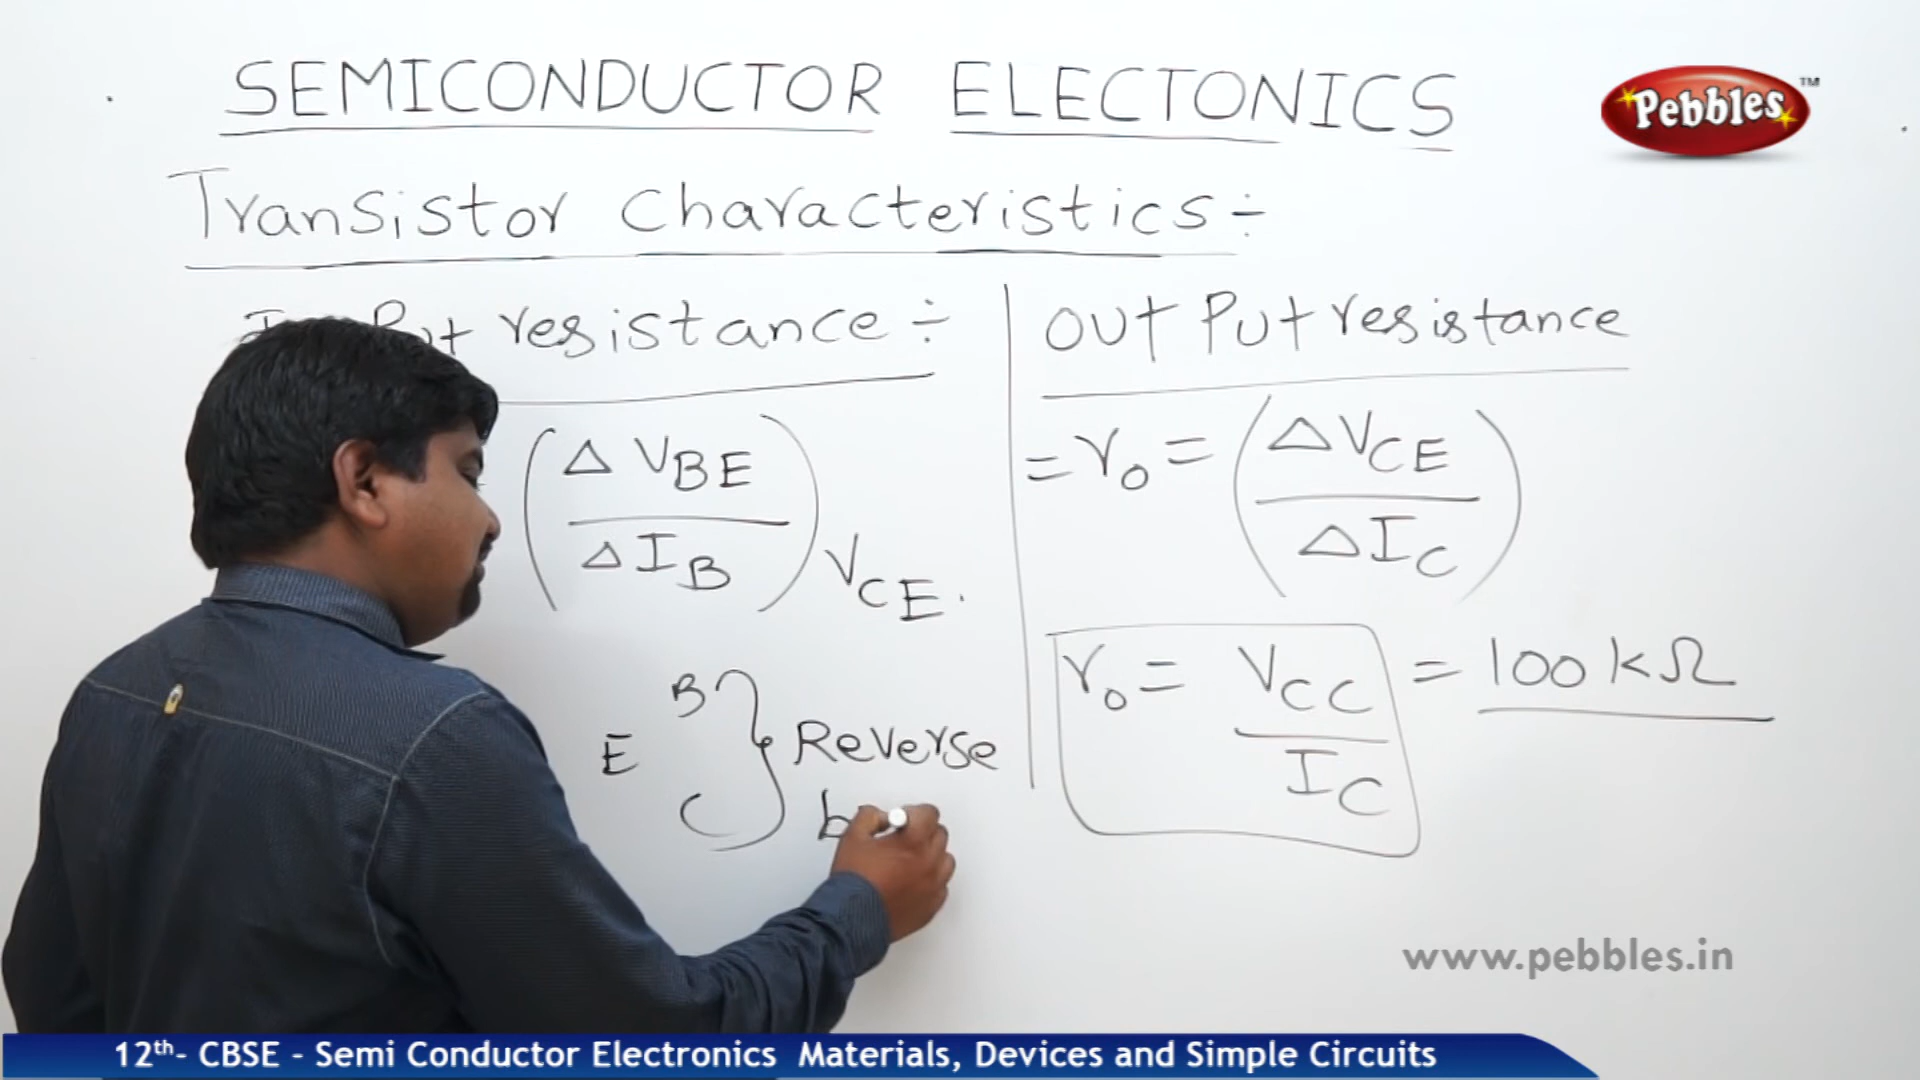 SEMICONDUCTOR ELECTONICS
Pebbles™
Transistor Characteristics÷
Put resistance ÷
OUT PUT resistance
(ΔVBE / ΔIB) VCE.
= ro = (ΔVCE / ΔIC)
ro = VCC / IC = 100 kΩ
B
E } Reverse
C b
www.pebbles.in
12th- CBSE - Semi Conductor Electronics Materials, Devices and Simple Circuits